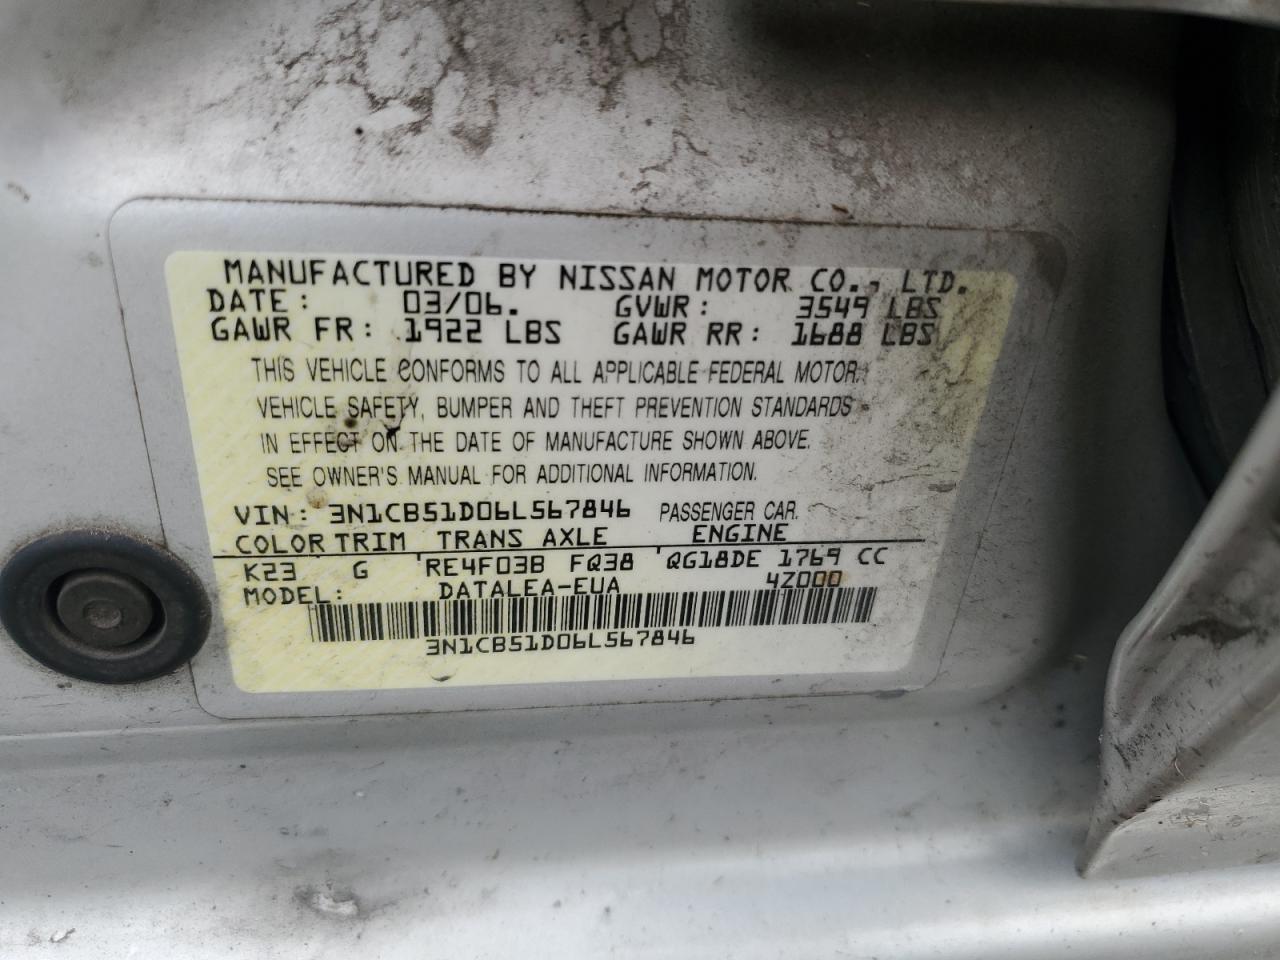 MANUFACTURED BY NISSAN MOTOR CO., LTD.
DATE: 03/06. GVWR: 3549 LBS
GAWR FR: 1922 LBS GAWR RR: 1688 LBS
THIS VEHICLE CONFORMS TO ALL APPLICABLE FEDERAL MOTOR
VEHICLE SAFETY, BUMPER AND THEFT PREVENTION STANDARDS
IN EFFECT ON THE DATE OF MANUFACTURE SHOWN ABOVE.
SEE OWNER'S MANUAL FOR ADDITIONAL INFORMATION.
VIN: 3N1CB51D06L567846 PASSENGER CAR.
COLOR TRIM TRANS AXLE ENGINE
K23 G RE4F03B FQ38 QG18DE 1769 CC
MODEL: DATALEA-EUA 4Z000
3N1CB51D06L567846